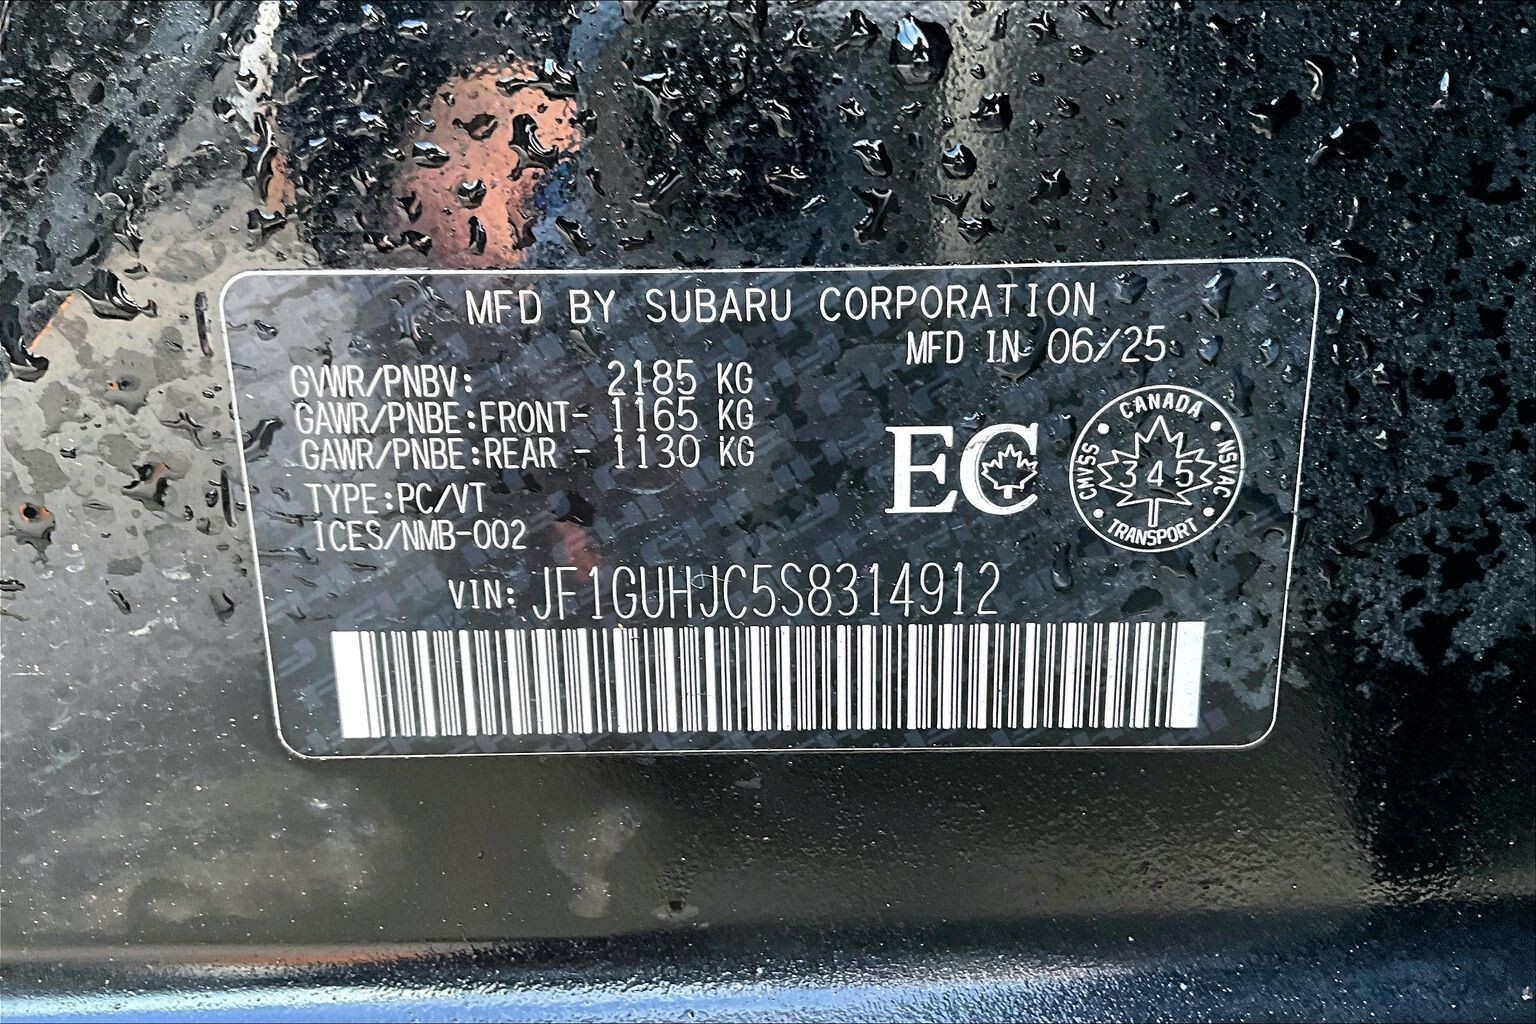 MFD BY SUBARU CORPORATION
MFD IN 06/25
GVWR/PNBV: 2185 KG
GAWR/PNBE:FRONT- 1165 KG
GAWR/PNBE:REAR - 1130 KG
TYPE:PC/VT
ICES/NMB-002
EC
CANADA
CMVSS
345
NSVAC
TRANSPORT
VIN: JF1GUHJC5S8314912